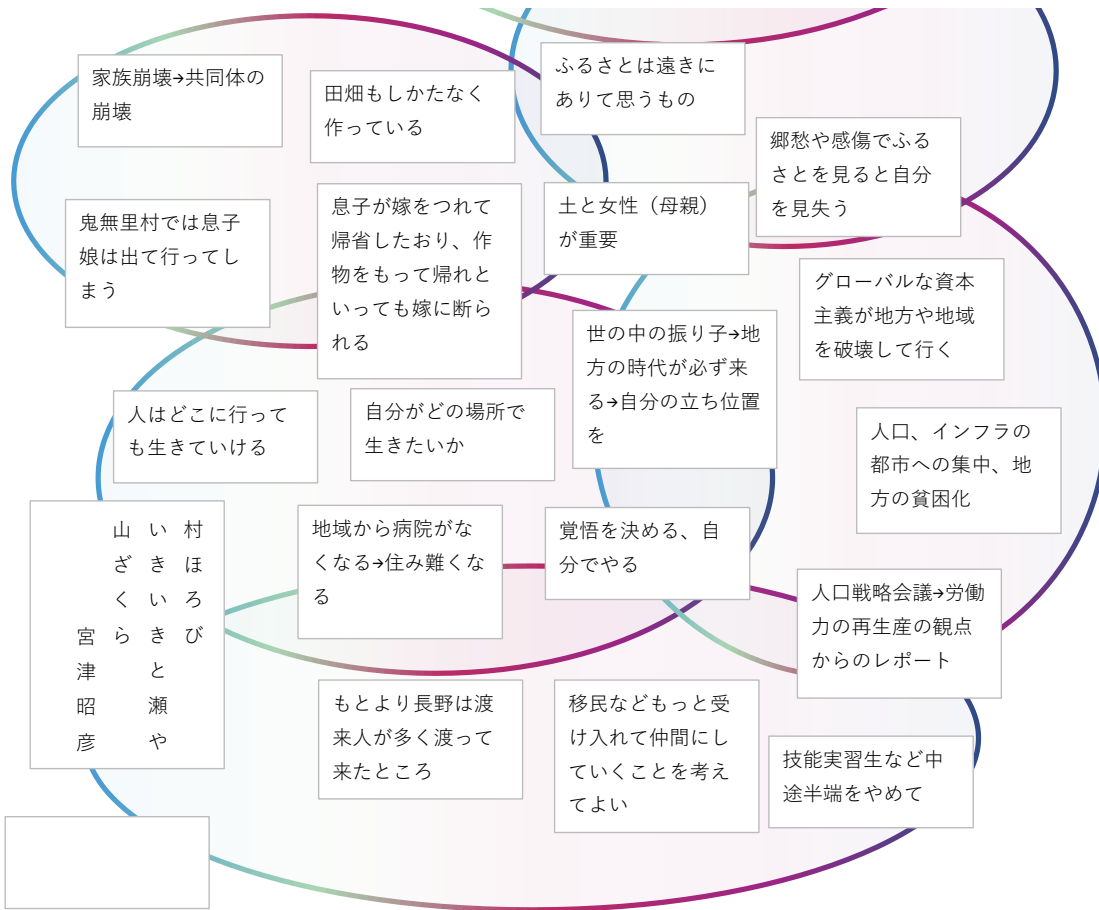 家族崩壊→共同体の
崩壊
田畑もしかたなく
作っている
ふるさとは遠きに
ありて思うもの
郷愁や感傷でふる
さとを見ると自分
を見失う
鬼無里村では息子
娘は出て行ってし
まう
息子が嫁をつれて
帰省したおり、作
物をもって帰れと
いっても嫁に断ら
れる
土と女性（母親）
が重要
グローバルな資本
主義が地方や地域
を破壊して行く
世の中の振り子→地
方の時代が必ず来
る→自分の立ち位置
を
人はどこに行って
も生きていける
自分がどの場所で
生きたいか
人口、インフラの
都市への集中、地
方の貧困化
村ほろび
いきいきと瀬や
山ざくら
宮津昭彦
地域から病院がな
くなる→住み難くな
る
覚悟を決める、自
分でやる
人口戦略会議→労働
力の再生産の観点
からのレポート
もとより長野は渡
来人が多く渡って
来たところ
移民などもっと受
け入れて仲間にし
ていくことを考え
てよい
技能実習生など中
途半端をやめて